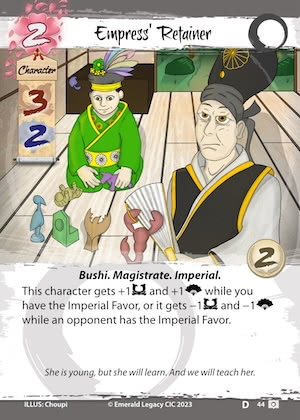 2
Empress' Retainer
Character
3
2
2
Bushi. Magistrate. Imperial.
This character gets +1 and +1 while you
have the Imperial Favor, or it gets −1 and −1
while an opponent has the Imperial Favor.
She is young, but she will learn. And we will teach her.
ILLUS: Choupi © Emerald Legacy CIC 2023 D 44